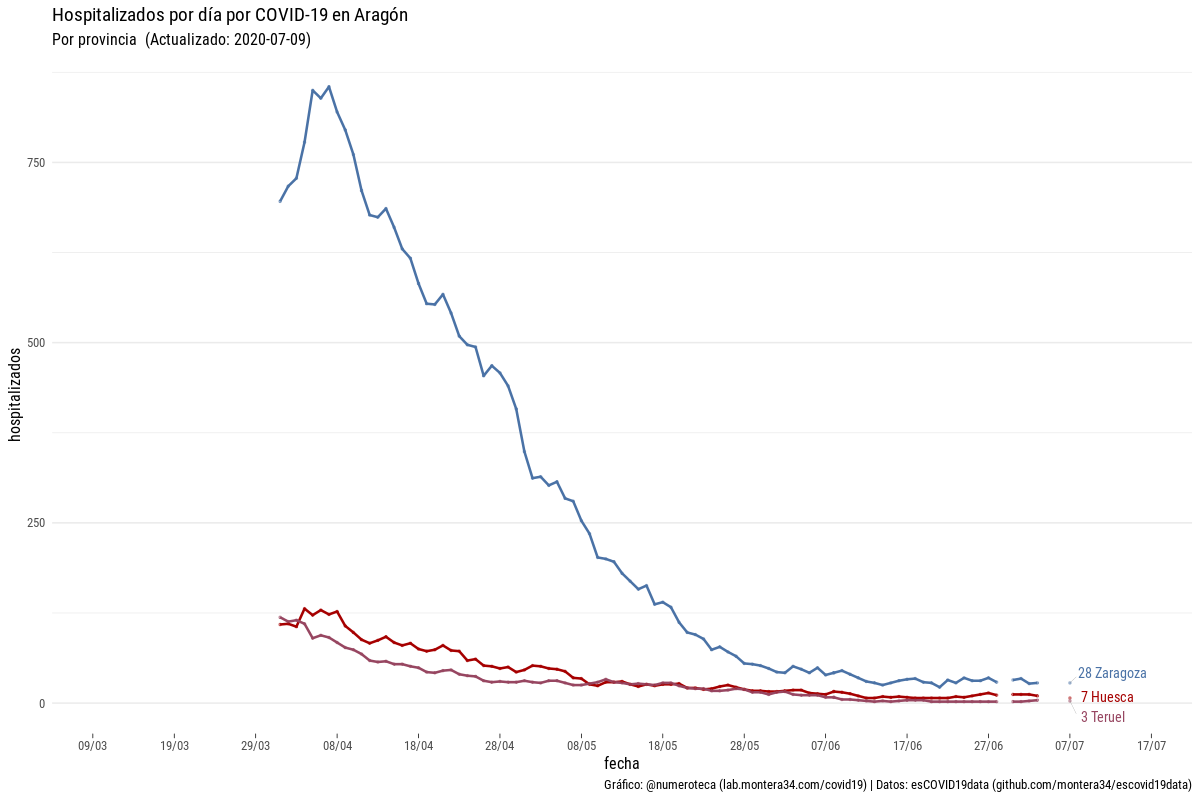 Hospitalizados por día por COVID-19 en Aragón
Por provincia  (Actualizado: 2020-07-09)
hospitalizados
750
500
250
0
28 Zaragoza
7 Huesca
3 Teruel
09/03 19/03 29/03 08/04 18/04 28/04 08/05 18/05 28/05 07/06 17/06 27/06 07/07 17/07
fecha
Gráfico: @numeroteca (lab.montera34.com/covid19) | Datos: esCOVID19data (github.com/montera34/escovid19data)